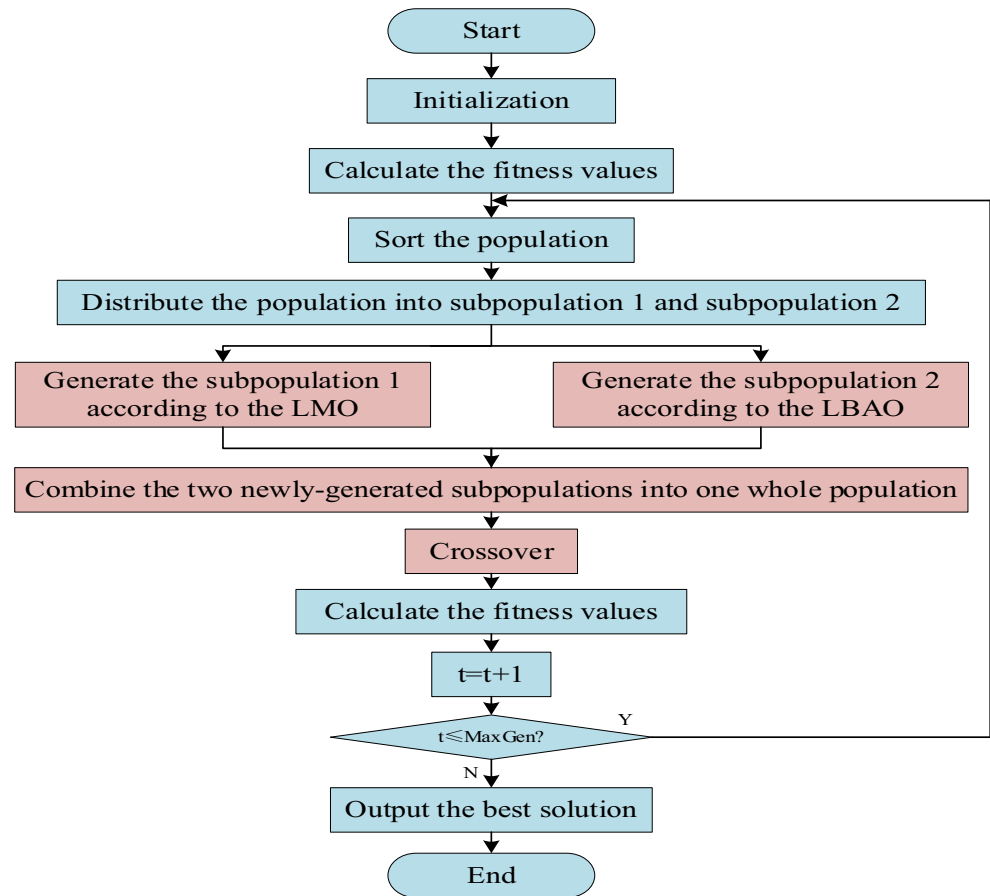 Start
Initialization
Calculate the fitness values
Sort the population
Distribute the population into subpopulation 1 and subpopulation 2
Generate the subpopulation 1
according to the LMO
Generate the subpopulation 2
according to the LBAO
Combine the two newly-generated subpopulations into one whole population
Crossover
Calculate the fitness values
t=t+1
t≤MaxGen?
Y
N
Output the best solution
End